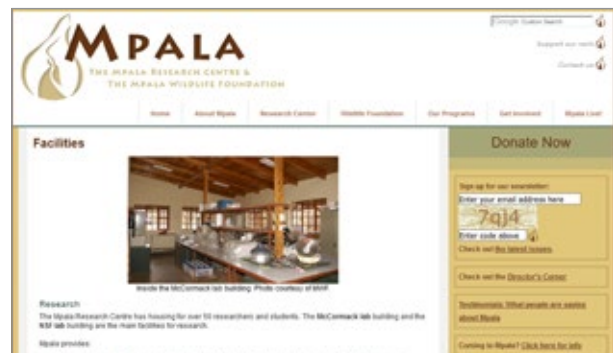 Google Custom Search
Support our work
Contact us
MPALA
THE MPALA RESEARCH CENTRE &
THE MPALA WILDLIFE FOUNDATION
Home About Mpala Research Center Wildlife Foundation Our Programs Get Involved Mpala Live!
Facilities
Inside the McCormack lab building. Photo courtesy of MWF
Research
The Mpala Research Centre has housing for over 50 researchers and students. The McCormack lab building and the
NSF lab building are the main facilities for research.
Mpala provides:
Donate Now
Sign up for our newsletter:
Enter your email address here
7qj4
Enter code above
Check out the latest issues.
Check out the Director's Corner
Testimonials: What people are saying
about Mpala
Coming to Mpala? Click here for info